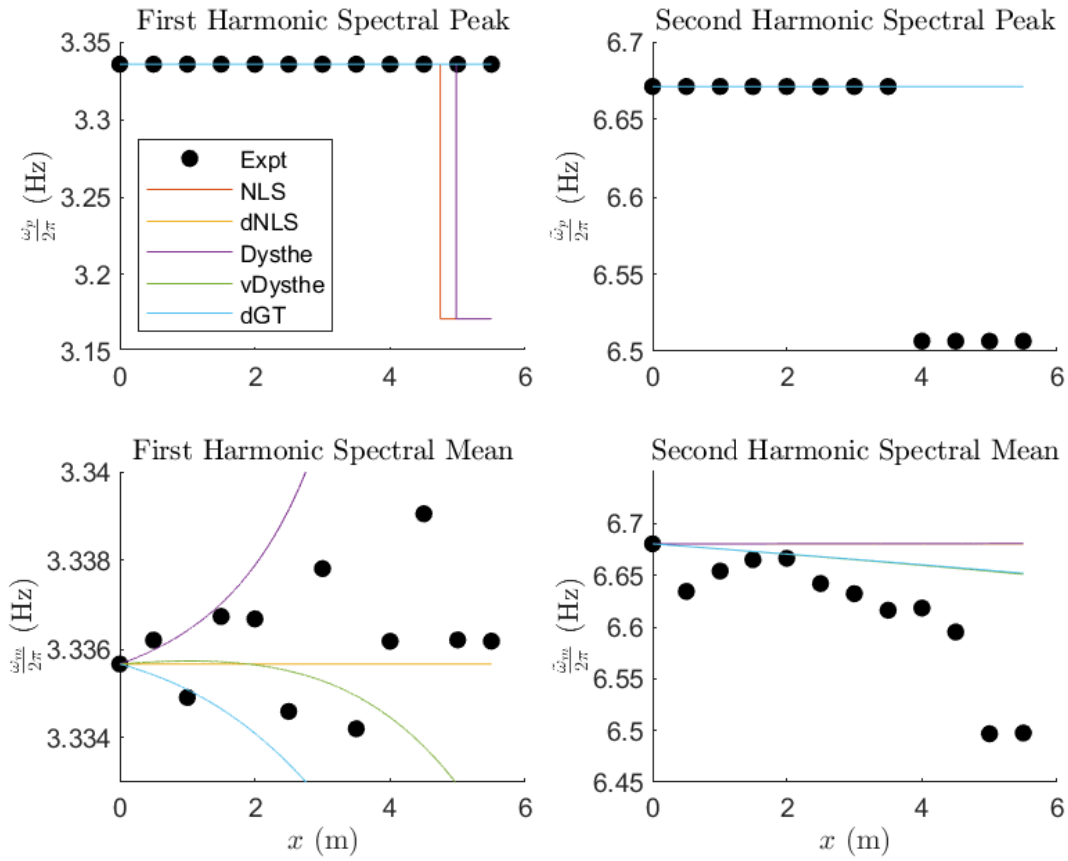 First Harmonic Spectral Peak
3.35
3.3
3.25
3.2
3.15
0
2
4
6
ω_p/2π (Hz)
Expt
NLS
dNLS
Dysthe
vDysthe
dGT
Second Harmonic Spectral Peak
6.7
6.65
6.6
6.55
6.5
0
2
4
6
ω̃_p/2π (Hz)
First Harmonic Spectral Mean
3.34
3.338
3.336
3.334
0
2
4
6
ω_m/2π (Hz)
x (m)
Second Harmonic Spectral Mean
6.7
6.65
6.6
6.55
6.5
6.45
0
2
4
6
ω̃_m/2π (Hz)
x (m)